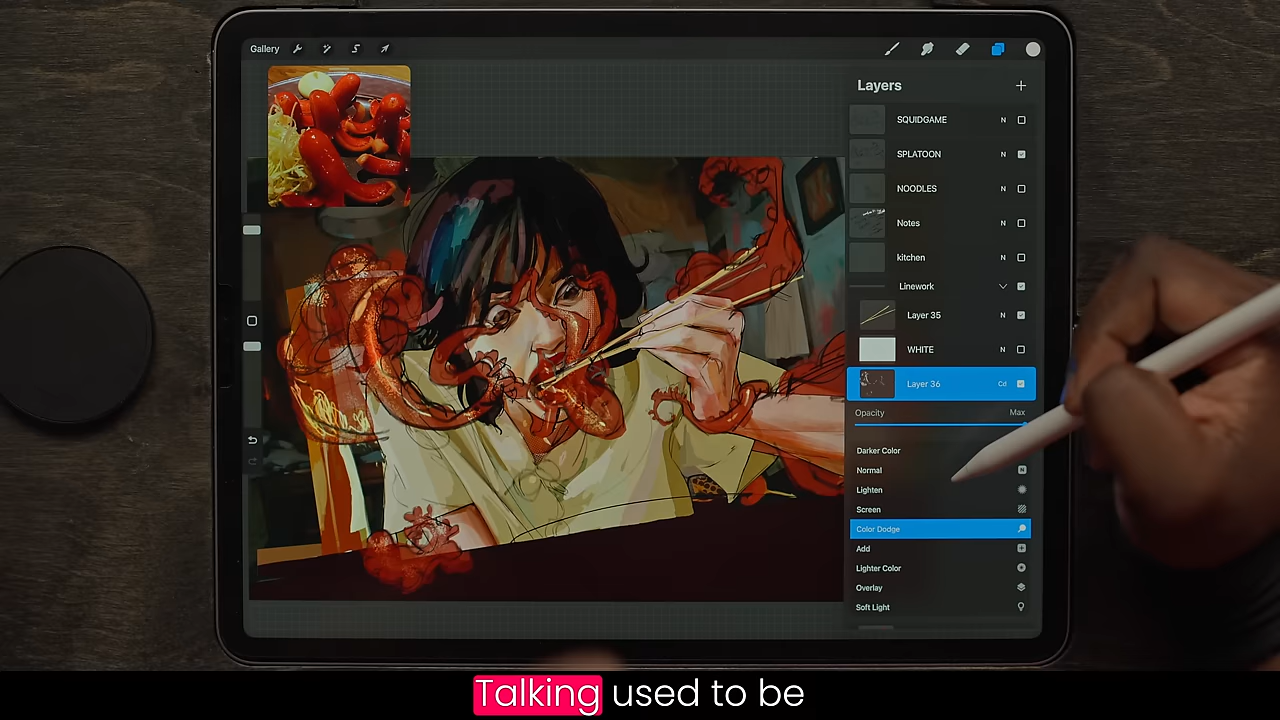 Gallery
Layers
SQUIDGAME N
SPLATOON N
NOODLES N
Notes N
kitchen N
Linework
Layer 35 N
WHITE N
Layer 36 Cd
Opacity Max
Darker Color
Normal N
Lighten
Screen
Color Dodge
Add
Lighter Color
Overlay
Soft Light
Talking used to be